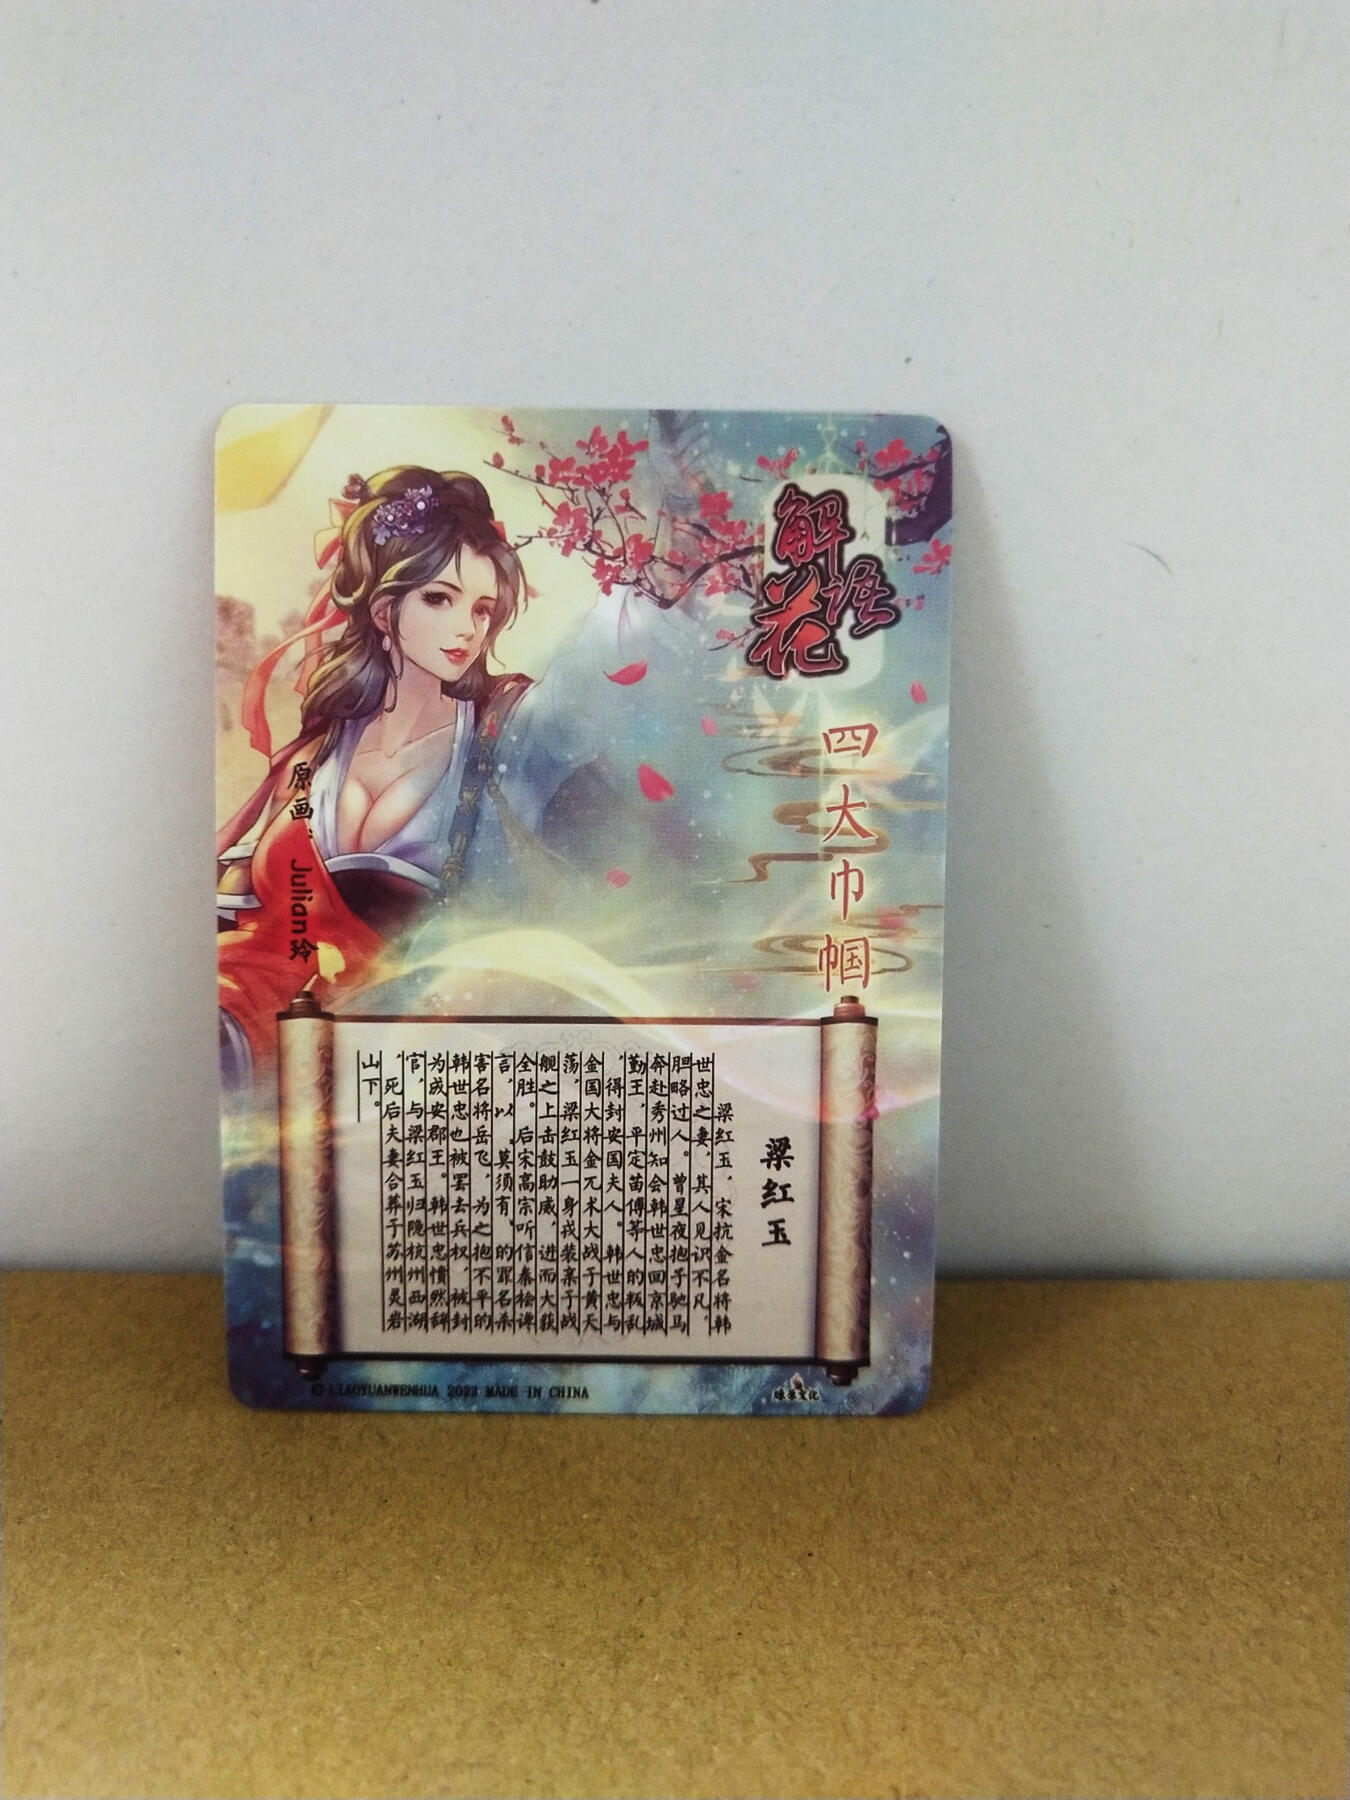 解语花
四大巾帼
原画：Julian玲
梁红玉
梁红玉，宋抗金名将韩
世忠之妻，其人见识不凡，
胆略过人。曾星夜抱子驰马
奔赴秀州知会韩世忠回京城
勤王，平定苗傅等人的叛乱
，得封安国夫人。韩世忠与
金国大将金兀术大战于黄天
荡，梁红玉一身戎装亲于战
舰之上击鼓助威，进而大获
全胜。后宋高宗听信秦桧谗
言，以“莫须有”的罪名杀
害名将岳飞，为之抱不平的
韩世忠也被罢去兵权，被封
为成安郡王。韩世忠愤然辞
官，与梁红玉归隐杭州西湖
，死后夫妻合葬于苏州灵岩
山下。
© LIAOYUANWENHUA 2023 MADE IN CHINA
燎原文化